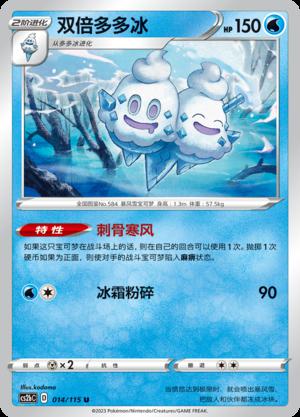 2阶进化
双倍多多冰
HP 150
从多多冰进化
全国图鉴No.584 暴风雪宝可梦 身高:1.3m 体重:57.5kg
特性 刺骨寒风
如果这只宝可梦在战斗场上的话,则在自己的回合可以使用1次。抛掷1次
硬币如果为正面,则使对手的战斗宝可梦陷入麻痹状态。
冰霜粉碎 90
弱点 ×2
抵抗力
撤退
Illus.kodama
cs2bC D 014/115 U
当愤怒达到极限时,就会喷出暴风雪,把
敌人和伙伴都冻成冰块。
©2023 Pokémon/Nintendo/Creatures/GAME FREAK.